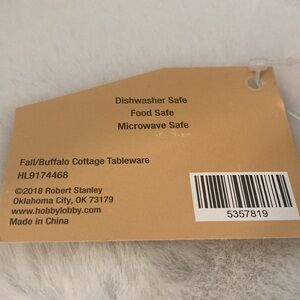 Dishwasher Safe
Food Safe
Microwave Safe
Fall/Buffalo Cottage Tableware
HL9174468
©2018 Robert Stanley
Oklahoma City, OK 73179
www.hobbylobby.com
Made in China
5357819